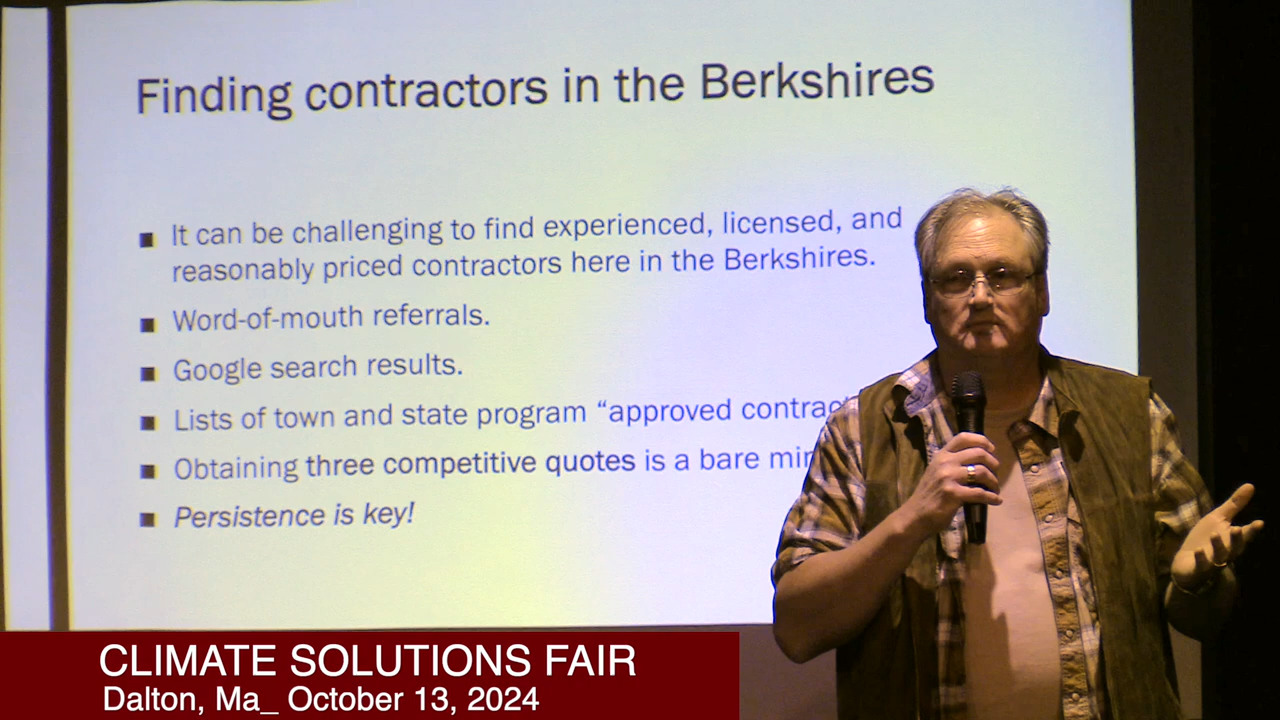 Finding contractors in the Berkshires
■ It can be challenging to find experienced, licensed, and
reasonably priced contractors here in the Berkshires.
■ Word-of-mouth referrals.
■ Google search results.
■ Lists of town and state program “approved
■ Obtaining three competitive quotes is a bare
■ Persistence is key!
CLIMATE SOLUTIONS FAIR
Dalton, Ma_ October 13, 2024